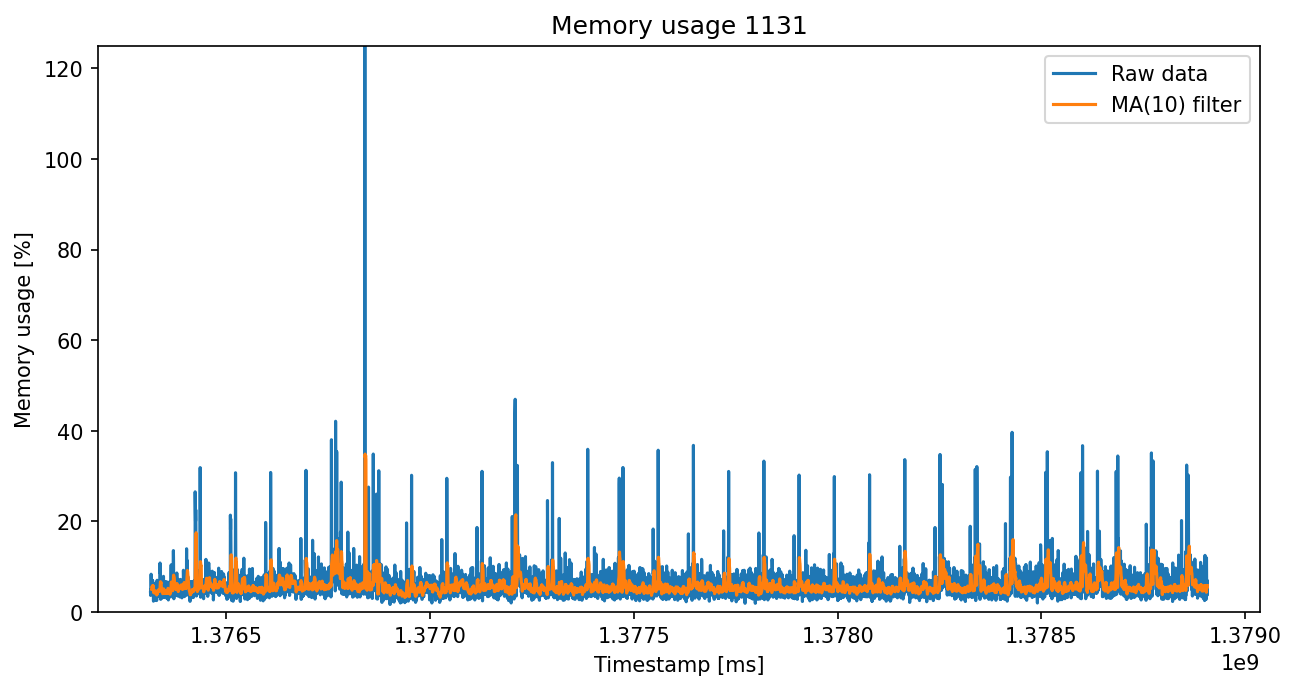 Memory usage 1131
Raw data
MA(10) filter
Memory usage [%]
120
100
80
60
40
20
0
1.3765 1.3770 1.3775 1.3780 1.3785 1.3790
1e9
Timestamp [ms]